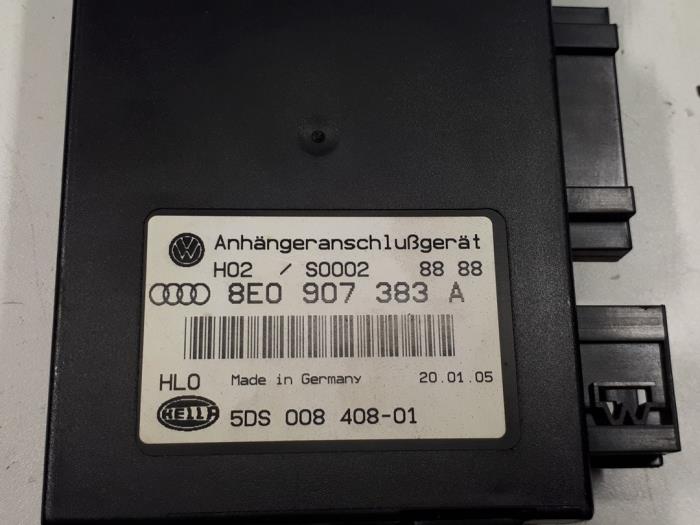 Anhängeranschlußgerät
H02 / S0002 88 88
8E0 907 383 A
HLO Made in Germany 20.01.05
HELLA 5DS 008 408-01